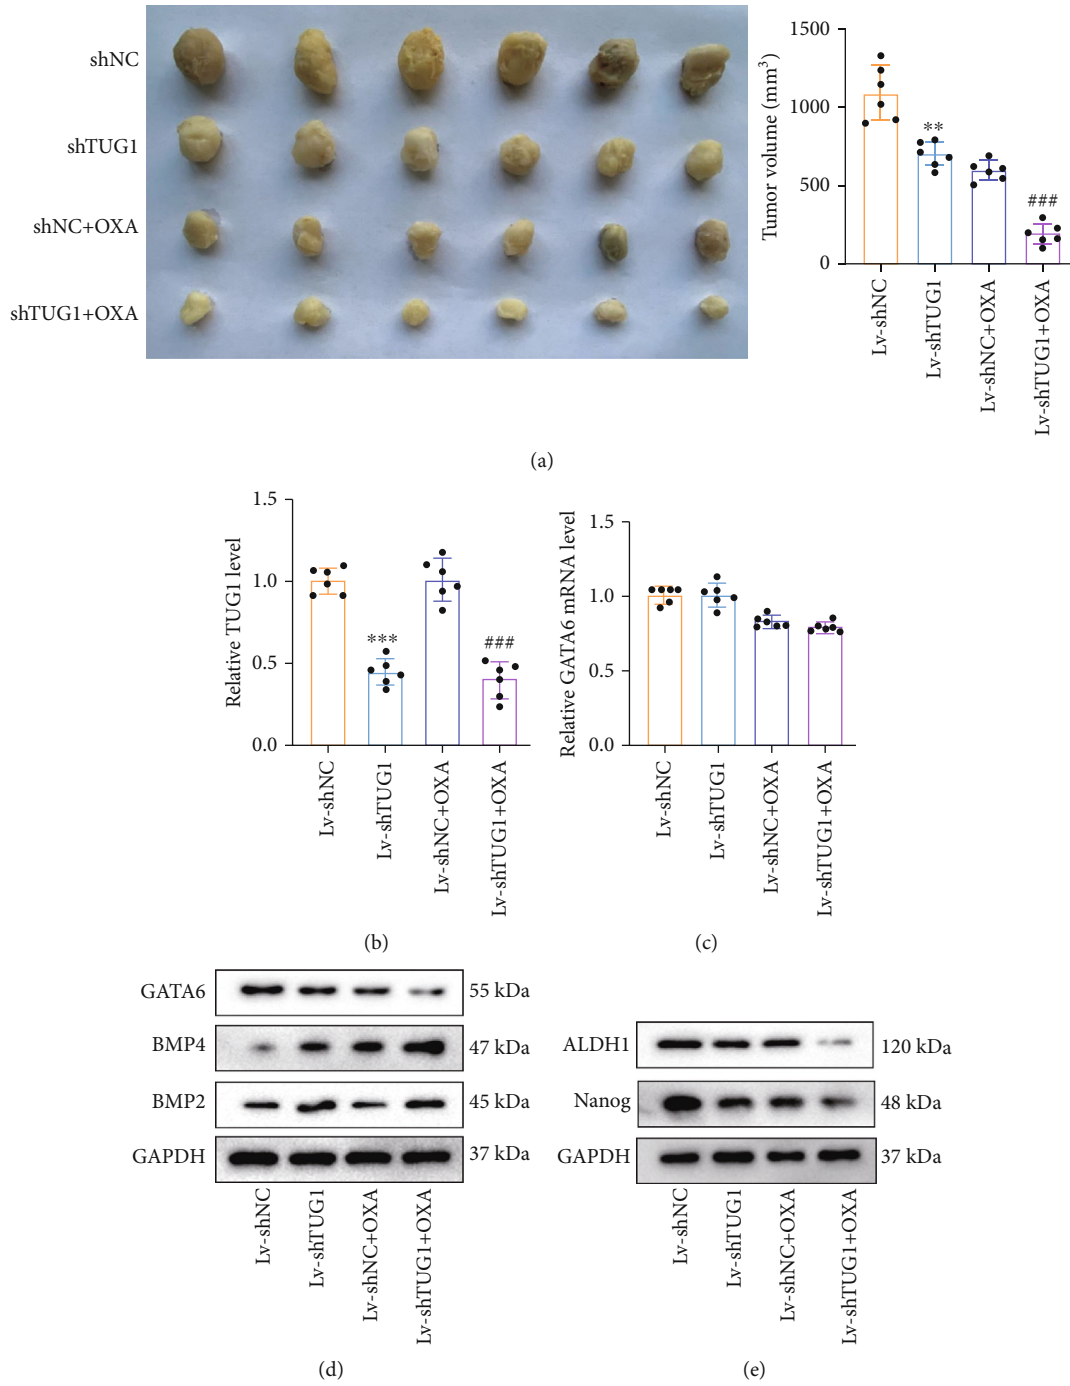 shNC
shTUG1
shNC+OXA
shTUG1+OXA
Tumor volume (mm³)
1500
1000
500
0
**
###
Lv-shNC
Lv-shTUG1
Lv-shNC+OXA
Lv-shTUG1+OXA
(a)
Relative TUG1 level
1.5
1.0
0.5
0.0
***
###
Lv-shNC
Lv-shTUG1
Lv-shNC+OXA
Lv-shTUG1+OXA
(b)
Relative GATA6 mRNA level
1.5
1.0
0.5
0.0
Lv-shNC
Lv-shTUG1
Lv-shNC+OXA
Lv-shTUG1+OXA
(c)
GATA6 55 kDa
BMP4 47 kDa
BMP2 45 kDa
GAPDH 37 kDa
Lv-shNC
Lv-shTUG1
Lv-shNC+OXA
Lv-shTUG1+OXA
(d)
ALDH1 120 kDa
Nanog 48 kDa
GAPDH 37 kDa
Lv-shNC
Lv-shTUG1
Lv-shNC+OXA
Lv-shTUG1+OXA
(e)